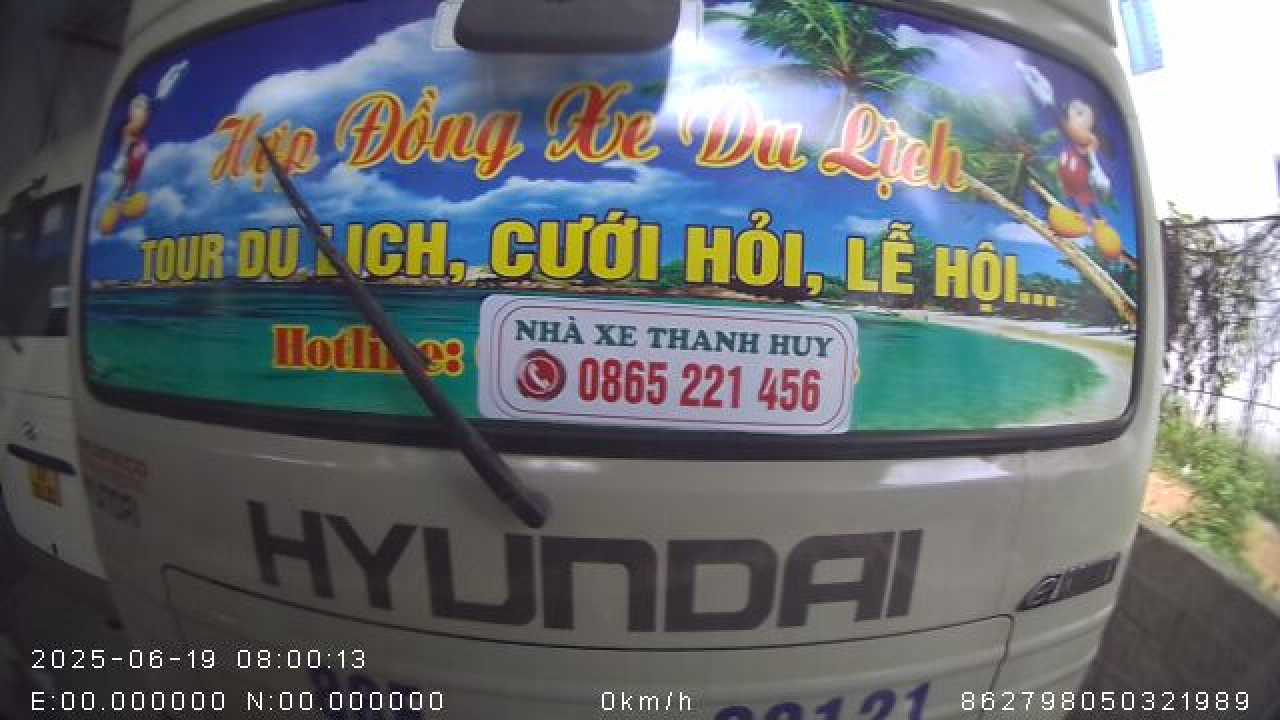 Hợp Đồng Xe Du Lịch
TOUR DU LỊCH, CƯỚI HỎI, LỄ HỘI...
Hotline:
NHÀ XE THANH HUY
0865 221 456
HYUNDAI
2025-06-19 08:00:13
E:00.000000 N:00.000000 0km/h 862798050321989